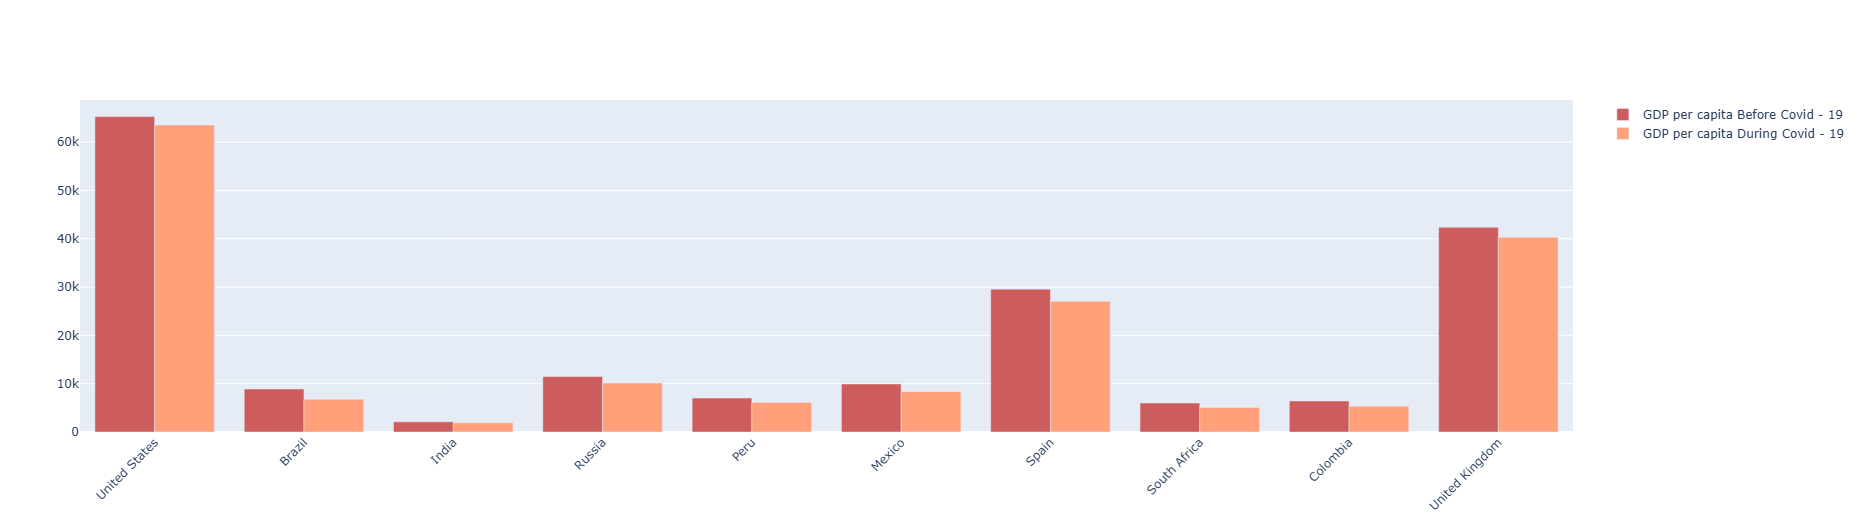 GDP per capita Before Covid - 19
GDP per capita During Covid - 19
60k
50k
40k
30k
20k
10k
0
United States
Brazil
India
Russia
Peru
Mexico
Spain
South Africa
Colombia
United Kingdom